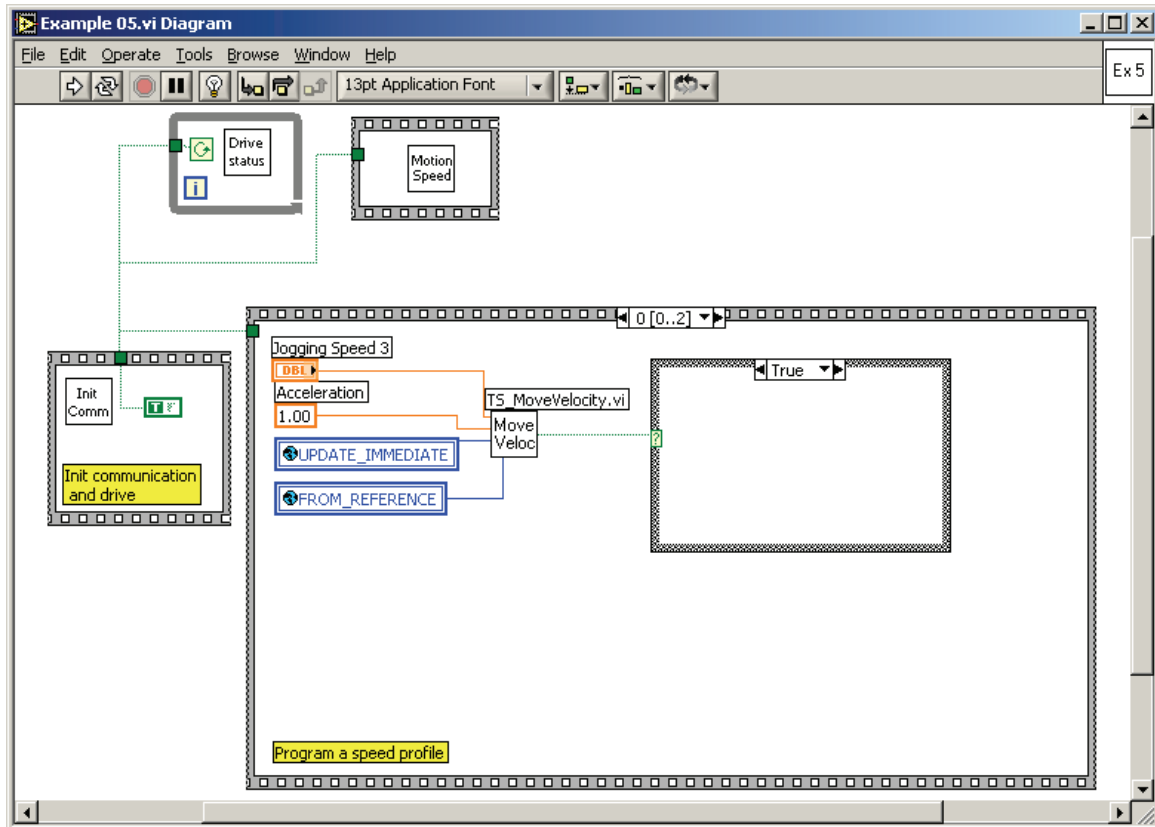 Example 05.vi Diagram
File Edit Operate Tools Browse Window Help
13pt Application Font
Ex 5
Drive
status
i
Motion
Speed
0 [0..2]
Jogging Speed 3
DBL
Acceleration
1.00
UPDATE_IMMEDIATE
FROM_REFERENCE
TS_MoveVelocity.vi
Move
Veloc
True
?
Init
Comm
T
Init communication
and drive
Program a speed profile